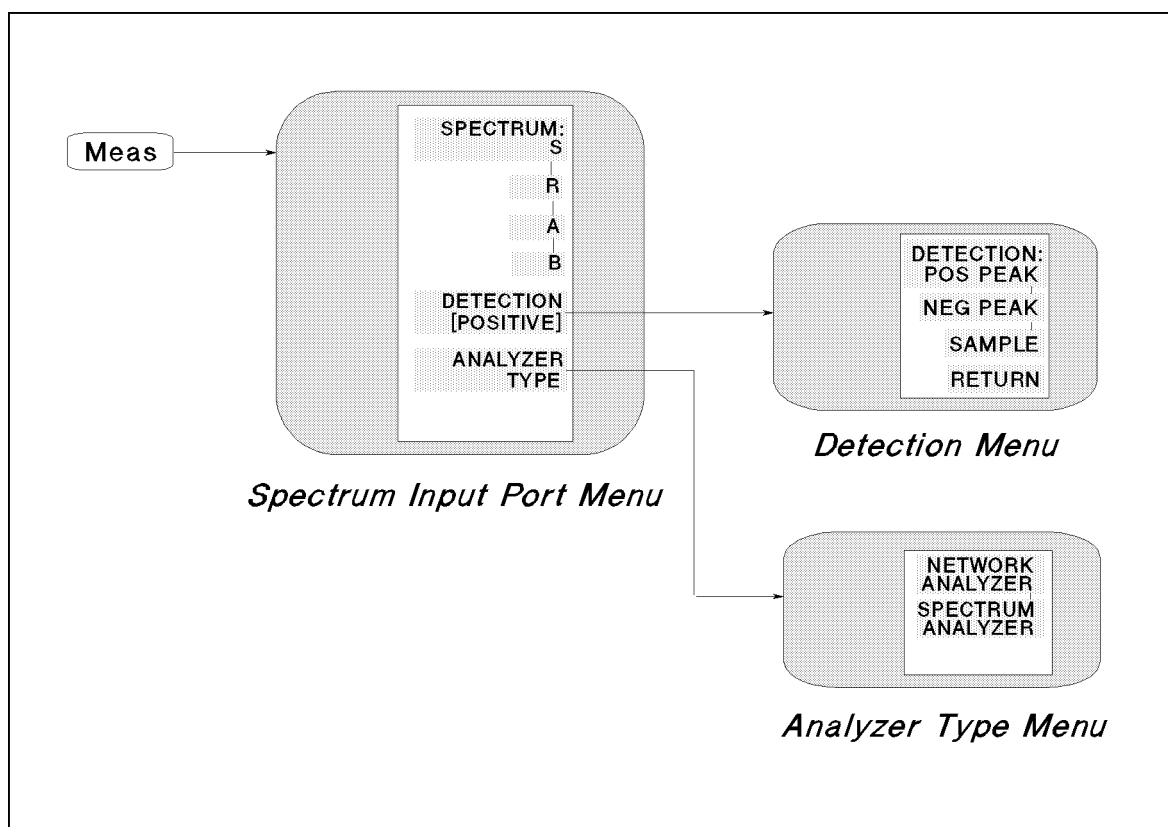 Meas
SPECTRUM:
S
R
A
B
DETECTION
[POSITIVE]
ANALYZER
TYPE
Spectrum Input Port Menu
DETECTION:
POS PEAK
NEG PEAK
SAMPLE
RETURN
Detection Menu
NETWORK
ANALYZER
SPECTRUM
ANALYZER
Analyzer Type Menu